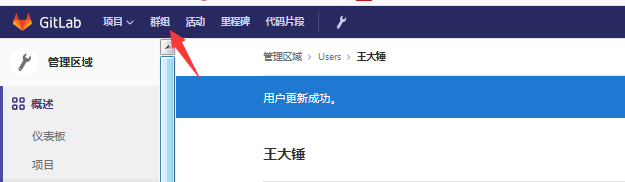 GitLab 项目 群组 活动 里程碑 代码片段
管理区域
管理区域 › Users › 王大锤
概述
用户更新成功。
仪表板
项目
王大锤